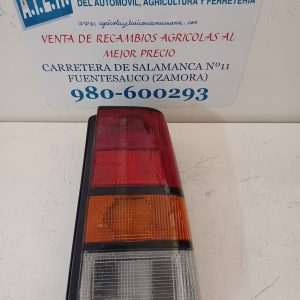 DEL AUTOMOVIL, AGRICULTURA Y FERRETERIA
VENTA DE RECAMBIOS AGRICOLAS AL
MEJOR PRECIO
CARRETERA DE SALAMANCA Nº11
FUENTESAUCO (ZAMORA)
980-600293